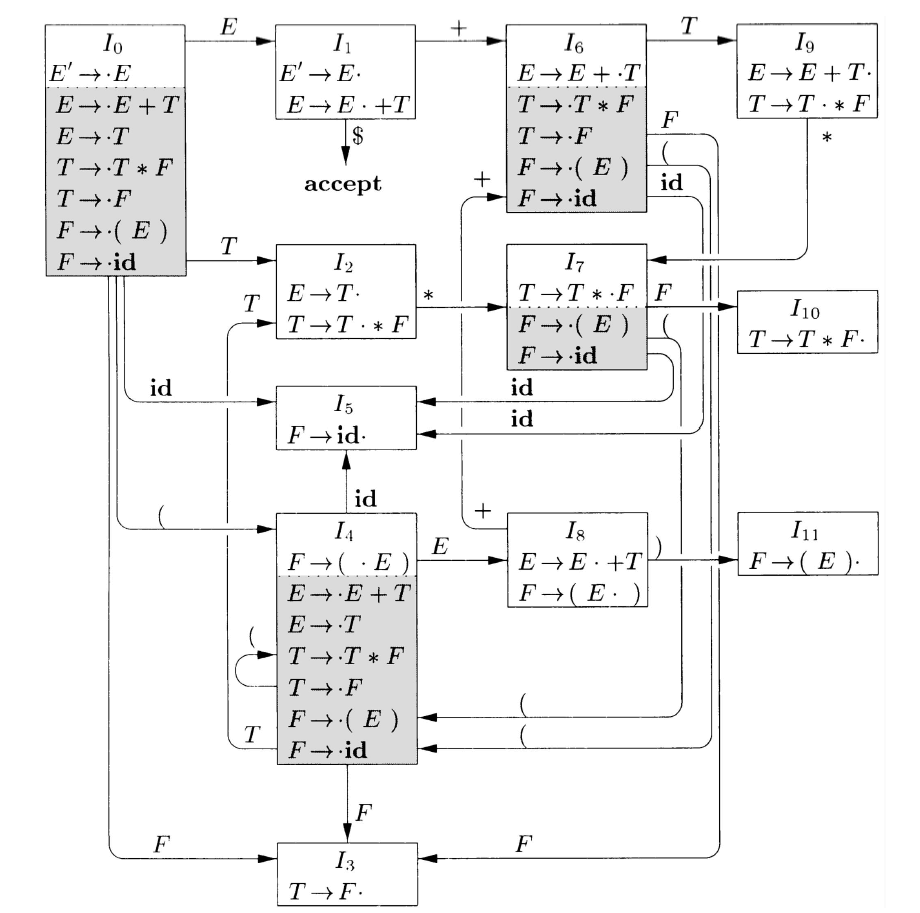 I0
E′ → ·E
E → ·E + T
E → ·T
T → ·T * F
T → ·F
F → ·( E )
F → ·id
E
I1
E′ → E·
E → E · +T
$
accept
+
I6
E → E + ·T
T → ·T * F
T → ·F
F → ·( E )
F → ·id
T
I9
E → E + T·
T → T · * F
*
F
(
id
+
T
I2
E → T·
T → T · * F
*
I7
T → T * ·F
F → ·( E )
F → ·id
F
(
I10
T → T * F·
T
id
I5
F → id·
id
id
id
(
I4
F → ( · E )
E → ·E + T
E → ·T
T → ·T * F
T → ·F
F → ·( E )
F → ·id
E
+
I8
E → E · +T
F → ( E · )
)
I11
F → ( E )·
(
T
(
(
F
F
I3
T → F·
F